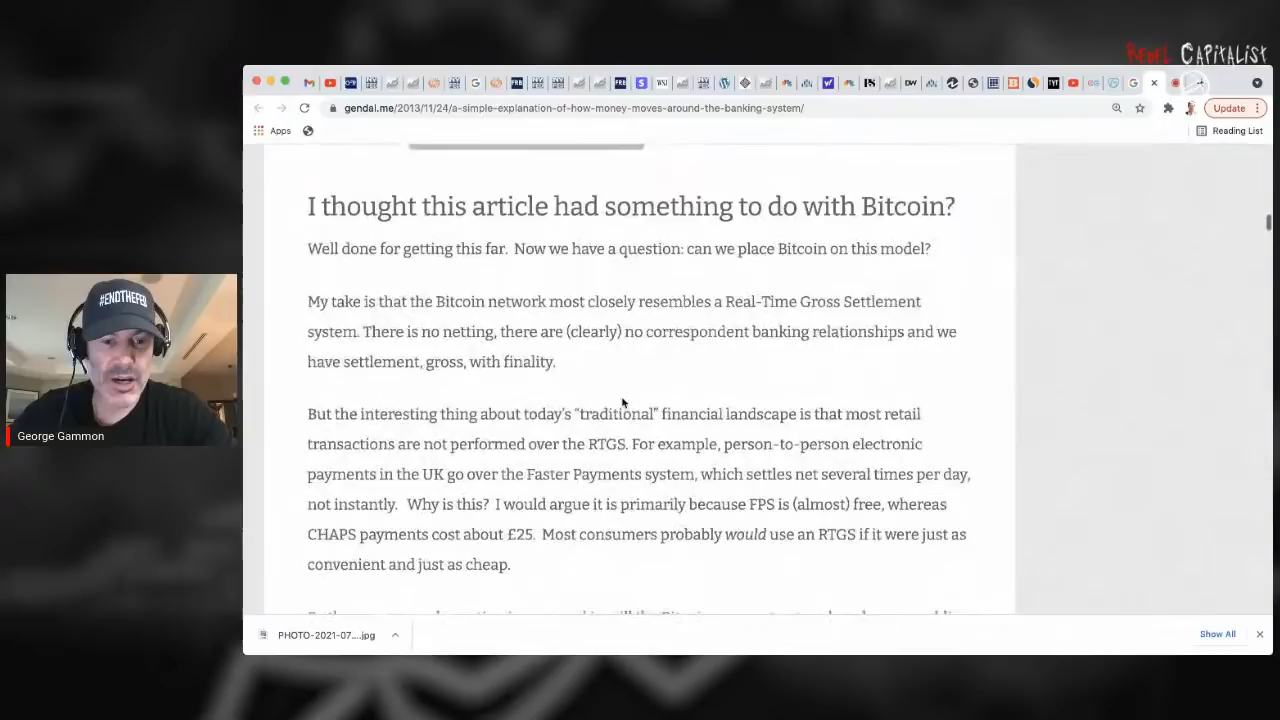 REBEL CAPITALIST
gendal.me/2013/11/24/a-simple-explanation-of-how-money-moves-around-the-banking-system/
Update
Apps
Reading List
I thought this article had something to do with Bitcoin?
Well done for getting this far. Now we have a question: can we place Bitcoin on this model?
My take is that the Bitcoin network most closely resembles a Real-Time Gross Settlement
system. There is no netting, there are (clearly) no correspondent banking relationships and we
have settlement, gross, with finality.
But the interesting thing about today's “traditional” financial landscape is that most retail
transactions are not performed over the RTGS. For example, person-to-person electronic
payments in the UK go over the Faster Payments system, which settles net several times per day,
not instantly. Why is this? I would argue it is primarily because FPS is (almost) free, whereas
CHAPS payments cost about £25. Most consumers probably would use an RTGS if it were just as
convenient and just as cheap.
#ENDTHEFED
George Gammon
PHOTO-2021-07....jpg
Show All